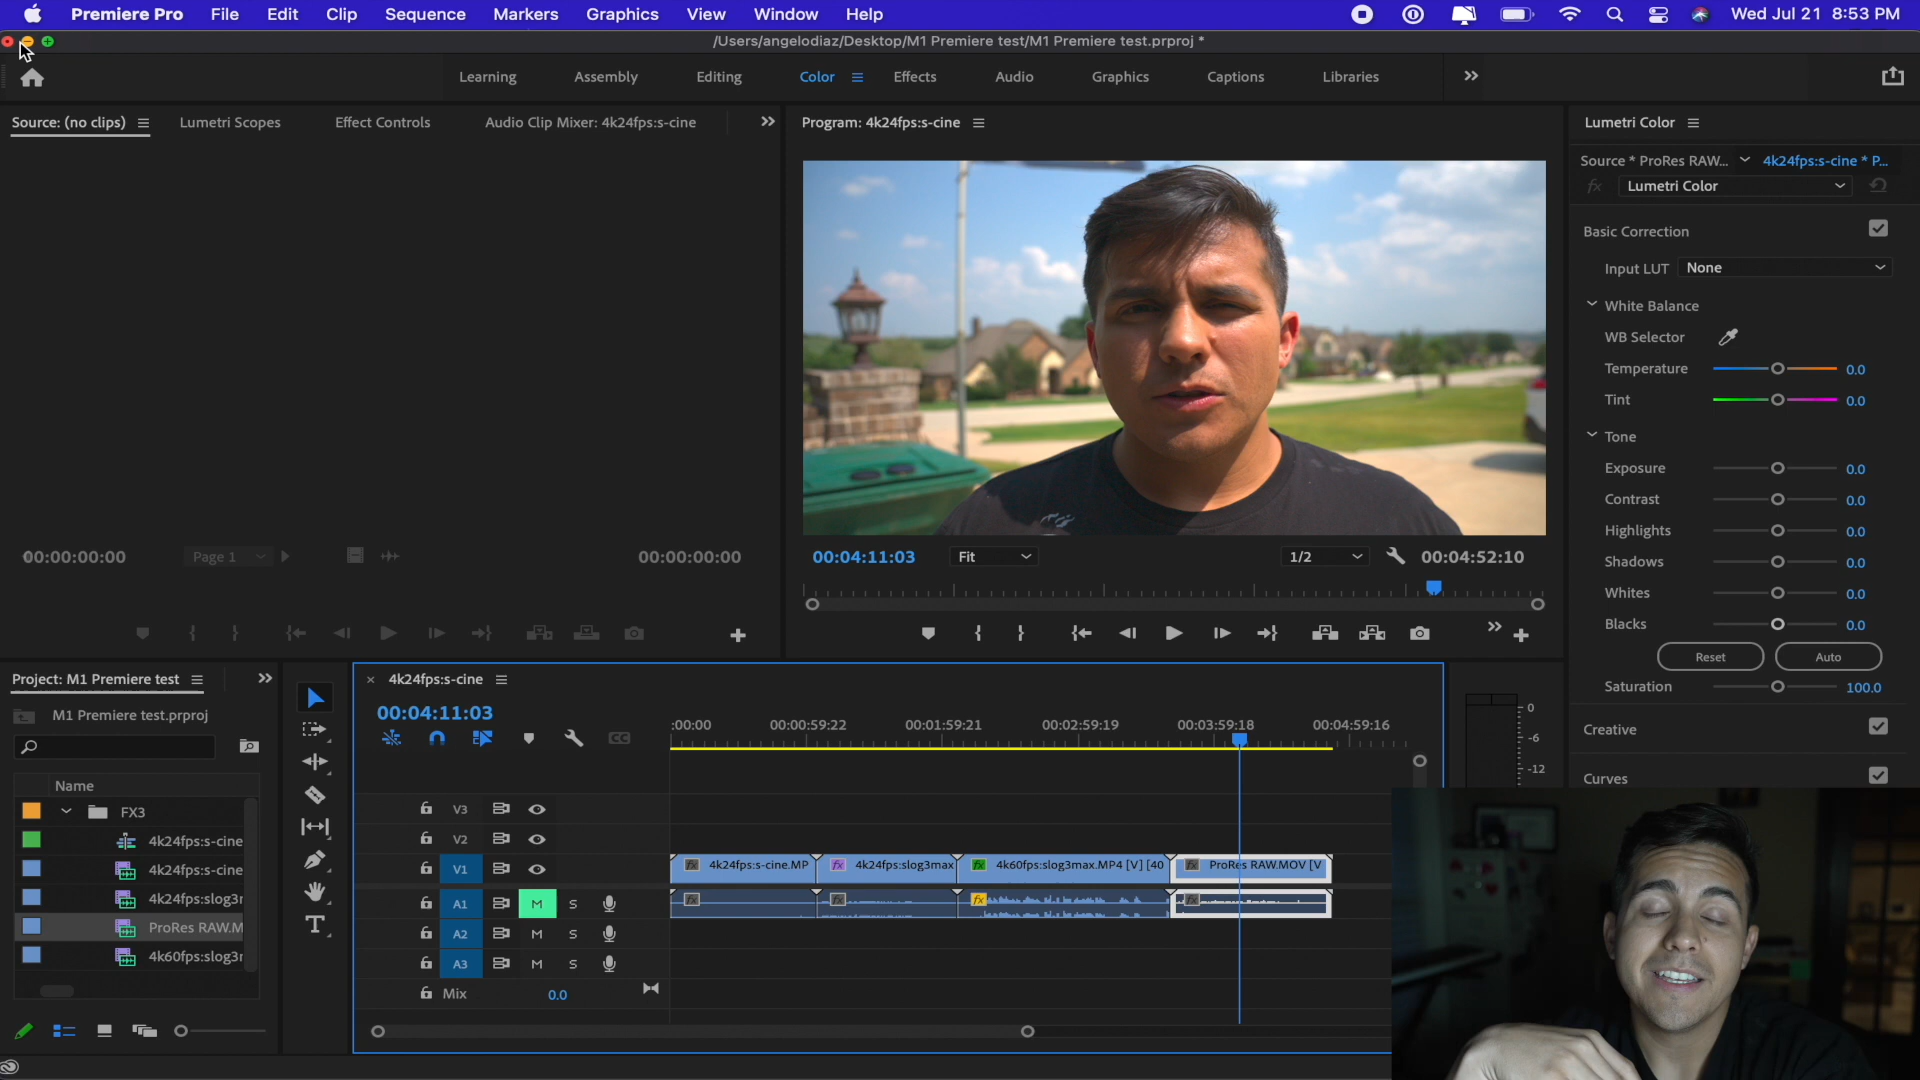 Premiere Pro File Edit Clip Sequence Markers Graphics View Window Help Wed Jul 21 8:53 PM
/Users/angelodiaz/Desktop/M1 Premiere test/M1 Premiere test.prproj *
Learning Assembly Editing Color Effects Audio Graphics Captions Libraries
Source: (no clips) Lumetri Scopes Effect Controls Audio Clip Mixer: 4k24fps:s-cine
Program: 4k24fps:s-cine
Lumetri Color
Source * ProRes RAW... 4k24fps:s-cine * P...
fx Lumetri Color
Basic Correction
Input LUT None
White Balance
WB Selector
Temperature 0.0
Tint 0.0
Tone
Exposure 0.0
Contrast 0.0
Highlights 0.0
Shadows 0.0
Whites 0.0
Blacks 0.0
Reset Auto
Saturation 100.0
Creative
Curves
00:00:00:00 Page 1 00:00:00:00
00:04:11:03 Fit 1/2 00:04:52:10
Project: M1 Premiere test
M1 Premiere test.prproj
Name
FX3
4k24fps:s-cine
4k24fps:s-cine
4k24fps:slog3r
ProRes RAW.M
4k60fps:slog3r
4k24fps:s-cine
00:04:11:03
:00:00 00:00:59:22 00:01:59:21 00:02:59:19 00:03:59:18 00:04:59:16
V3
V2
V1 fx 4k24fps:s-cine.MP fx 4k24fps:slog3max fx 4k60fps:slog3max.MP4 [V] [40 fx ProRes RAW.MOV [V
A1 M S fx fx fx fx
A2 M S
A3 M S
Mix 0.0
0
-6
-12